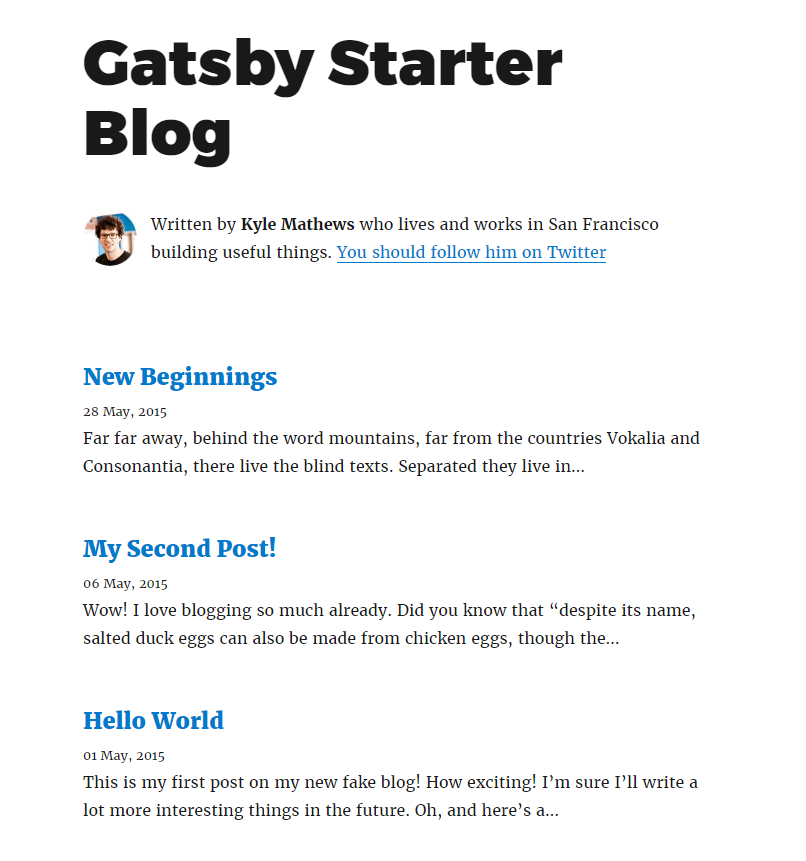 Gatsby Starter
Blog
Written by Kyle Mathews who lives and works in San Francisco
building useful things. You should follow him on Twitter
New Beginnings
28 May, 2015
Far far away, behind the word mountains, far from the countries Vokalia and
Consonantia, there live the blind texts. Separated they live in…
My Second Post!
06 May, 2015
Wow! I love blogging so much already. Did you know that “despite its name,
salted duck eggs can also be made from chicken eggs, though the…
Hello World
01 May, 2015
This is my first post on my new fake blog! How exciting! I’m sure I’ll write a
lot more interesting things in the future. Oh, and here’s a…